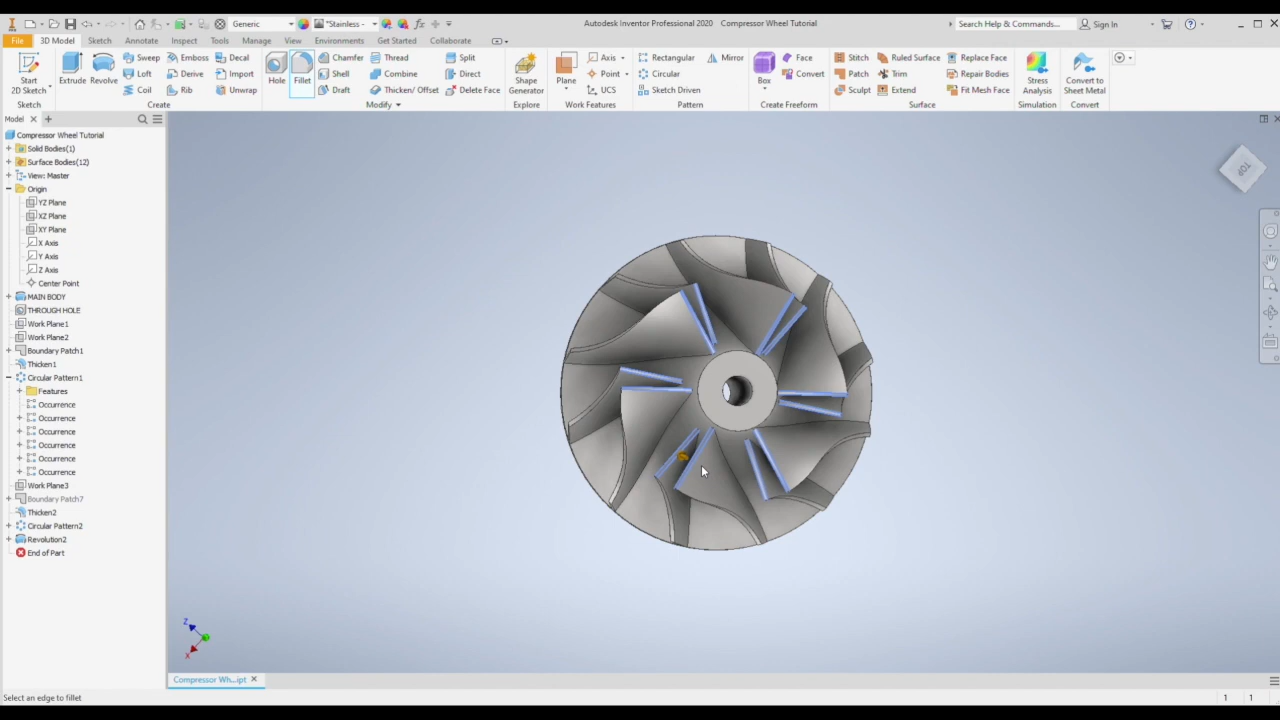 Generic
*Stainless -
Autodesk Inventor Professional 2020 Compressor Wheel Tutorial
Search Help & Commands...
Sign In
File 3D Model Sketch Annotate Inspect Tools Manage View Environments Get Started Collaborate
Start
2D Sketch
Sketch
Extrude
Revolve
Sweep
Loft
Coil
Emboss
Derive
Rib
Decal
Import
Unwrap
Create
Hole
Fillet
Chamfer
Shell
Draft
Thread
Combine
Thicken/ Offset
Split
Direct
Delete Face
Modify
Shape
Generator
Explore
Plane
Axis
Point
UCS
Work Features
Rectangular
Circular
Sketch Driven
Mirror
Pattern
Box
Face
Convert
Create Freeform
Stitch
Patch
Sculpt
Ruled Surface
Trim
Extend
Replace Face
Repair Bodies
Fit Mesh Face
Surface
Stress
Analysis
Simulation
Convert to
Sheet Metal
Convert
Model
Compressor Wheel Tutorial
Solid Bodies(1)
Surface Bodies(12)
View: Master
Origin
YZ Plane
XZ Plane
XY Plane
X Axis
Y Axis
Z Axis
Center Point
MAIN BODY
THROUGH HOLE
Work Plane1
Work Plane2
Boundary Patch1
Thicken1
Circular Pattern1
Features
Occurrence
Occurrence
Occurrence
Occurrence
Occurrence
Occurrence
Work Plane3
Boundary Patch7
Thicken2
Circular Pattern2
Revolution2
End of Part
TOP
Z
X
Compressor Wh...ipt
Select an edge to fillet
1 1